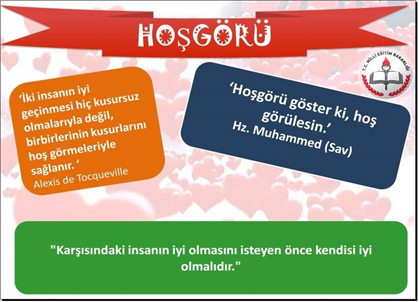 HOŞGÖRÜ
T.C. MİLLİ EĞİTİM BAKANLIĞI
'İki insanın iyi
geçinmesi hiç kusursuz
olmalarıyla değil,
birbirlerinin kusurlarını
hoş görmeleriyle
sağlanır. '
Alexis de Tocqueville
'Hoşgörü göster ki, hoş
görülesin.'
Hz. Muhammed (Sav)
"Karşısındaki insanın iyi olmasını isteyen önce kendisi iyi
olmalıdır."